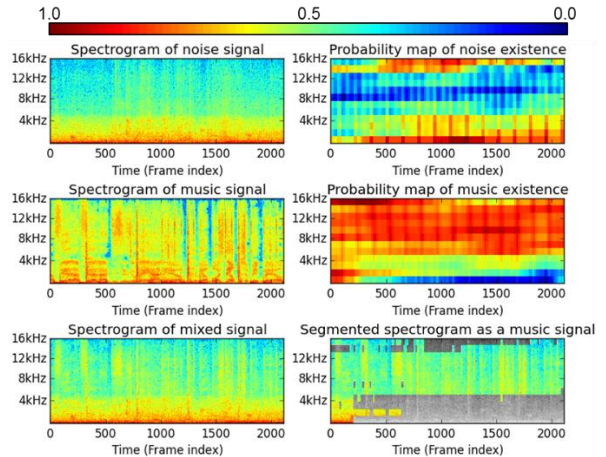 1.0 0.5 0.0
Spectrogram of noise signal Probability map of noise existence
16kHz 16kHz
12kHz 12kHz
8kHz 8kHz
4kHz 4kHz
0 500 1000 1500 2000 0 500 1000 1500 2000
Time (Frame index) Time (Frame index)
Spectrogram of music signal Probability map of music existence
16kHz 16kHz
12kHz 12kHz
8kHz 8kHz
4kHz 4kHz
0 500 1000 1500 2000 0 500 1000 1500 2000
Time (Frame index) Time (Frame index)
Spectrogram of mixed signal Segmented spectrogram as a music signal
16kHz 16kHz
12kHz 12kHz
8kHz 8kHz
4kHz 4kHz
0 500 1000 1500 2000 0 500 1000 1500 2000
Time (Frame index) Time (Frame index)